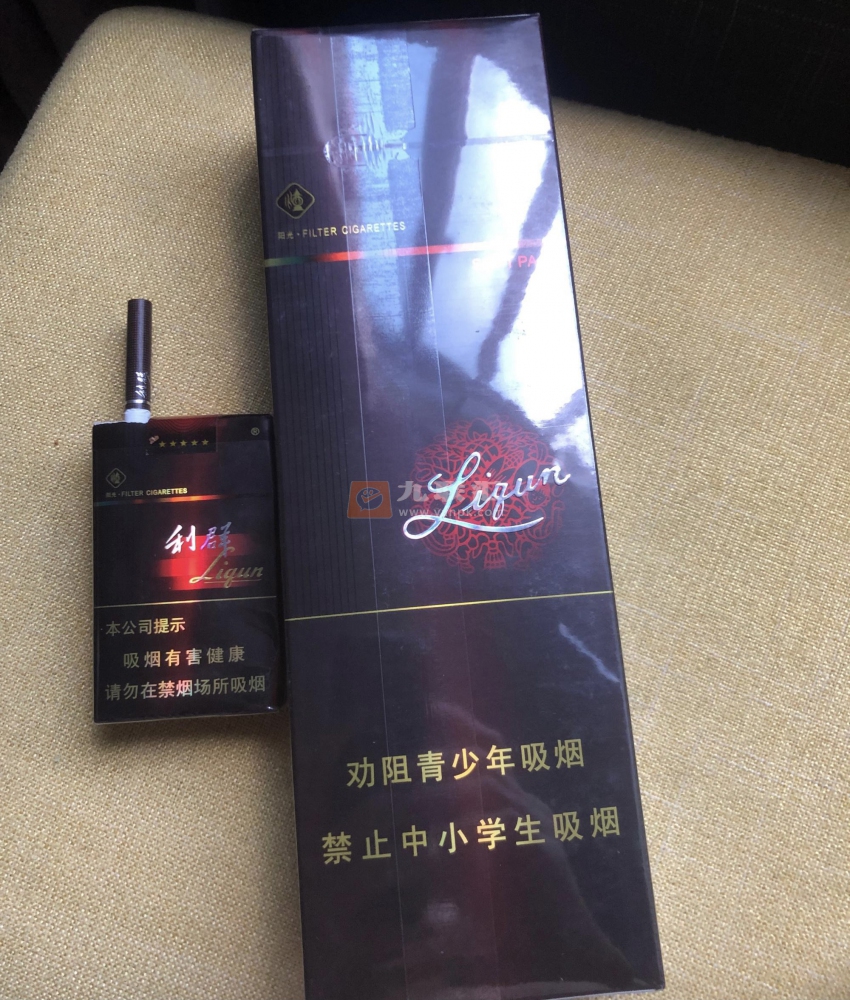 阳光·FILTER CIGARETTES
Liqun
劝阻青少年吸烟
禁止中小学生吸烟
®
阳光·FILTER CIGARETTES
利群
Liqun
·本公司提示
吸烟有害健康
请勿在禁烟场所吸烟